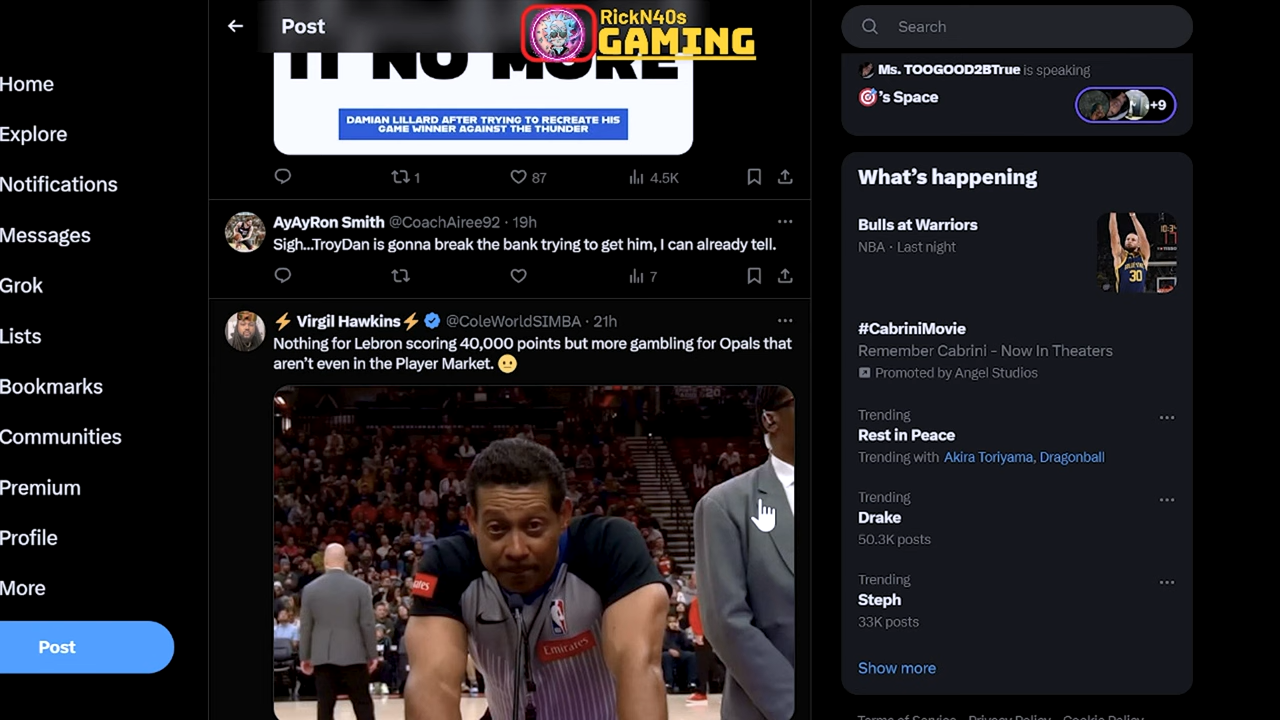 Post
RickN40s
GAMING
Search
Home
Explore
Notifications
Messages
Grok
Lists
Bookmarks
Communities
Premium
Profile
More
Post
IT NO MORE
DAMIAN LILLARD AFTER TRYING TO RECREATE HIS
GAME WINNER AGAINST THE THUNDER
1
87
4.5K
AyAyRon Smith @CoachAiree92 · 19h
Sigh...TroyDan is gonna break the bank trying to get him, I can already tell.
7
⚡ Virgil Hawkins⚡ @ColeWorldSIMBA · 21h
Nothing for Lebron scoring 40,000 points but more gambling for Opals that
aren't even in the Player Market. 😐
Emirates
Ms. TOOGOOD2BTrue is speaking
🎯's Space
+9
What's happening
Bulls at Warriors
NBA · Last night
30
#CabriniMovie
Remember Cabrini - Now In Theaters
Promoted by Angel Studios
Trending
Rest in Peace
Trending with Akira Toriyama, Dragonball
Trending
Drake
50.3K posts
Trending
Steph
33K posts
Show more
Terms of Service Privacy Policy Cookie Policy